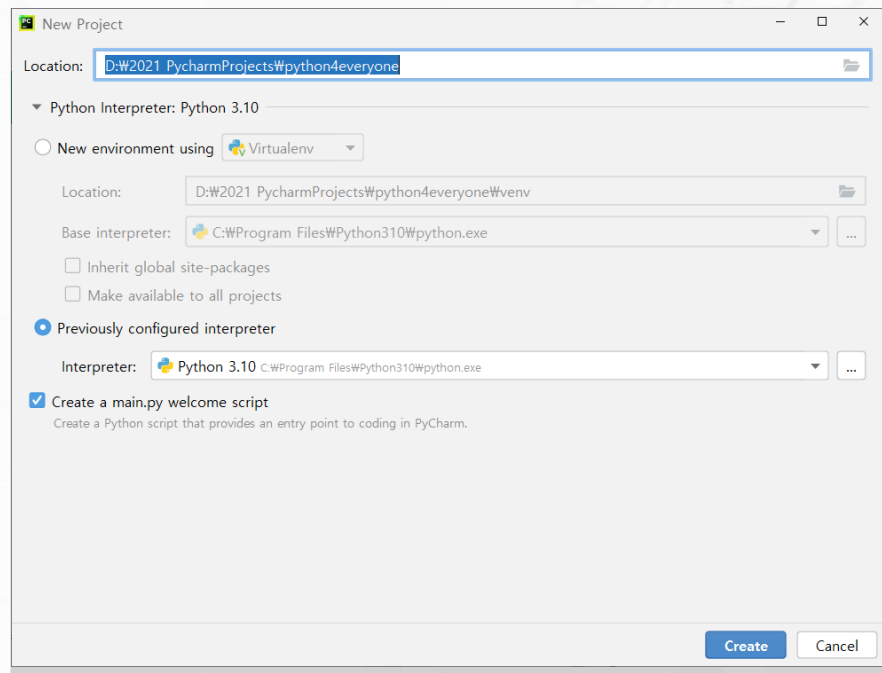 New Project
Location: D:₩2021 PycharmProjects₩python4everyone
Python Interpreter: Python 3.10
New environment using Virtualenv
Location: D:₩2021 PycharmProjects₩python4everyone₩venv
Base interpreter: C:₩Program Files₩Python310₩python.exe ...
Inherit global site-packages
Make available to all projects
Previously configured interpreter
Interpreter: Python 3.10 C:₩Program Files₩Python310₩python.exe ...
Create a main.py welcome script
Create a Python script that provides an entry point to coding in PyCharm.
Create Cancel